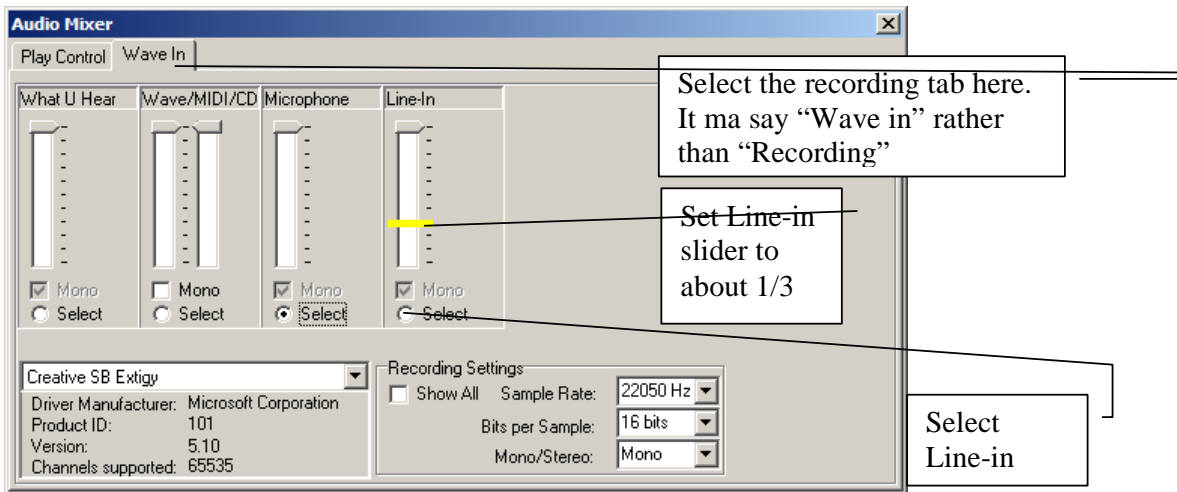 Audio Mixer
Play Control Wave In
Select the recording tab here.
It ma say “Wave in” rather
than “Recording”
What U Hear Wave/MIDI/CD Microphone Line-In
Set Line-in
slider to
about 1/3
Mono Mono Mono Mono
Select Select Select Select
Creative SB Extigy
Driver Manufacturer: Microsoft Corporation
Product ID: 101
Version: 5.10
Channels supported: 65535
Recording Settings
Show All Sample Rate: 22050 Hz
Bits per Sample: 16 bits
Mono/Stereo: Mono
Select
Line-in